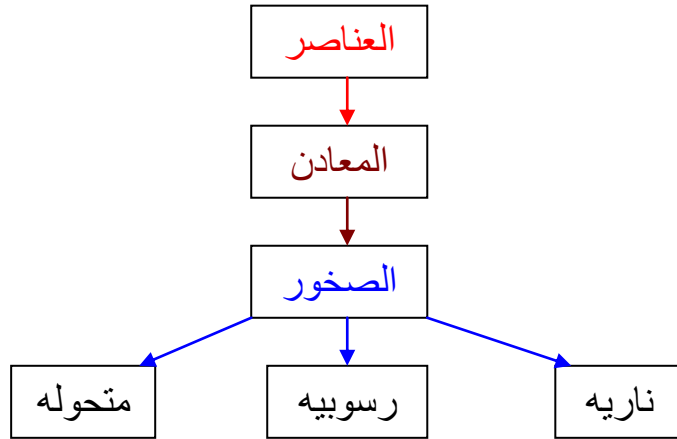 العناصر
المعادن
الصخور
ناريه
رسوبيه
متحوله